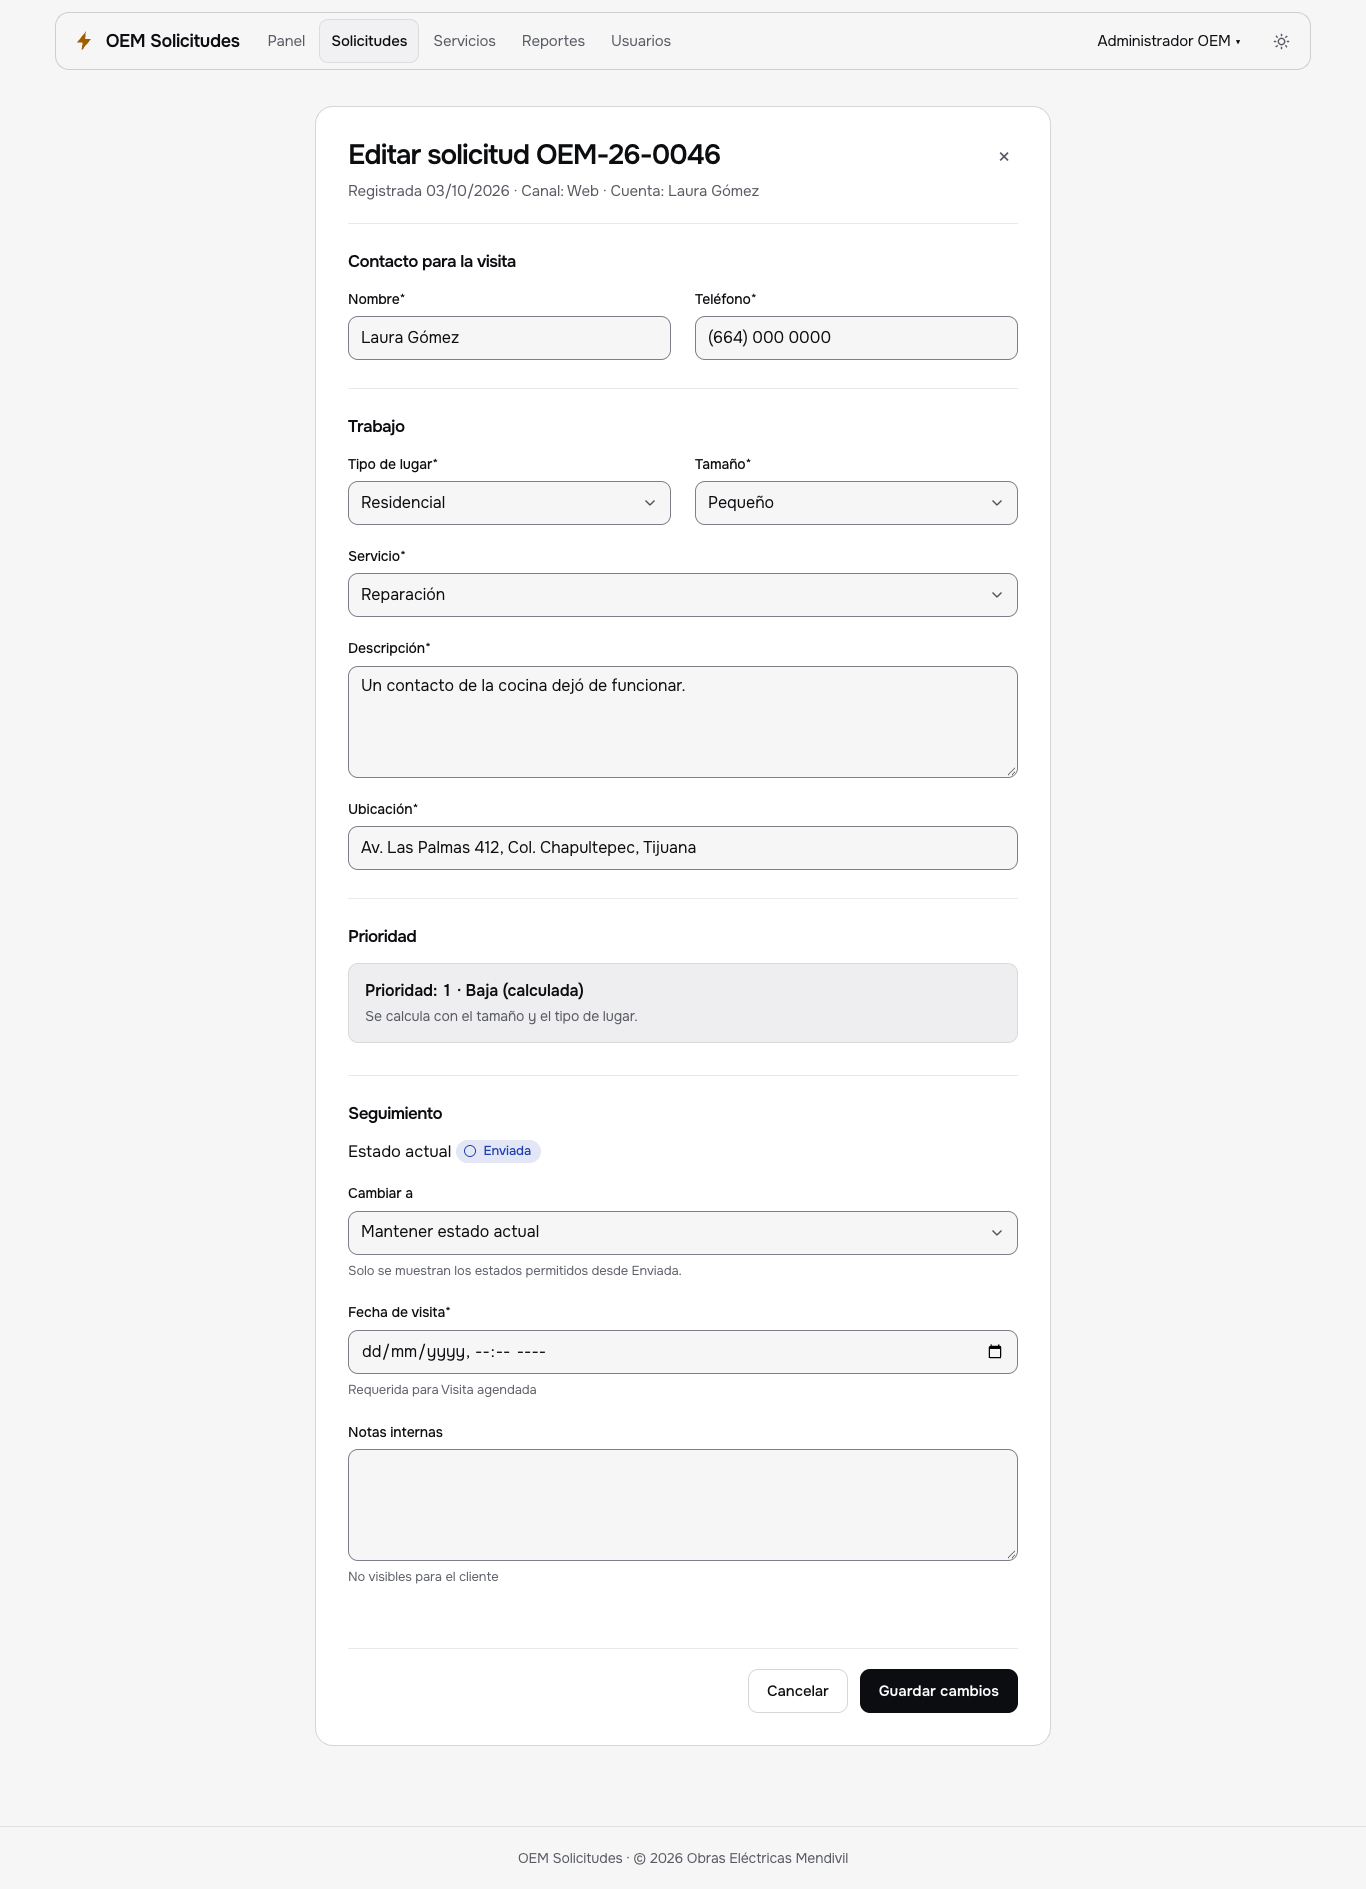 OEM Solicitudes Panel Solicitudes Servicios Reportes Usuarios Administrador OEM ▾
Editar solicitud OEM-26-0046 ×
Registrada 03/10/2026 · Canal: Web · Cuenta: Laura Gómez
Contacto para la visita
Nombre* Teléfono*
Laura Gómez (664) 000 0000
Trabajo
Tipo de lugar* Tamaño*
Residencial Pequeño
Servicio*
Reparación
Descripción*
Un contacto de la cocina dejó de funcionar.
Ubicación*
Av. Las Palmas 412, Col. Chapultepec, Tijuana
Prioridad
Prioridad: 1 · Baja (calculada)
Se calcula con el tamaño y el tipo de lugar.
Seguimiento
Estado actual Enviada
Cambiar a
Mantener estado actual
Solo se muestran los estados permitidos desde Enviada.
Fecha de visita*
dd/mm/yyyy, --:-- ----
Requerida para Visita agendada
Notas internas
No visibles para el cliente
Cancelar Guardar cambios
OEM Solicitudes · © 2026 Obras Eléctricas Mendivil